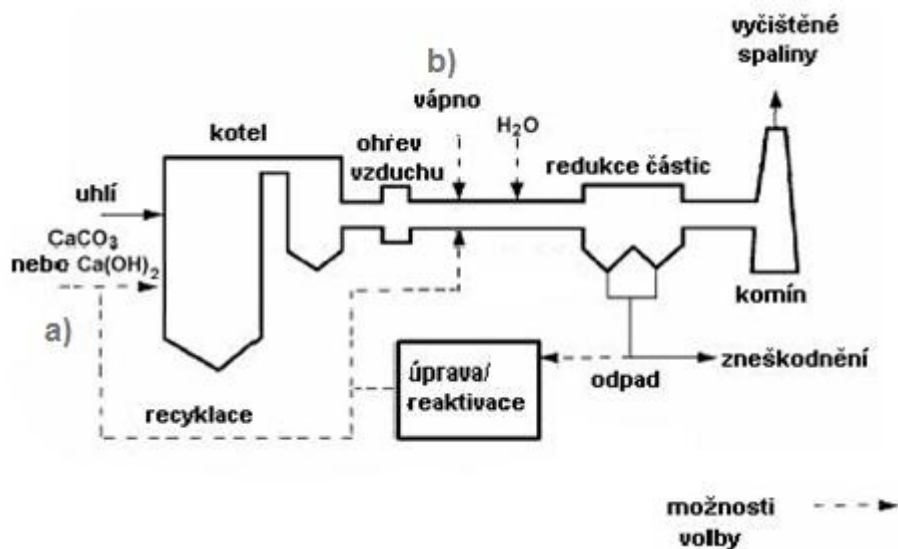 vyčištěné
spaliny
b)
vápno
H₂O
kotel
ohřev
vzduchu
redukce částic
uhlí
CaCO₃
nebo Ca(OH)₂
a)
komín
úprava/
reaktivace
odpad
zneškodnění
recyklace
možnosti
volby